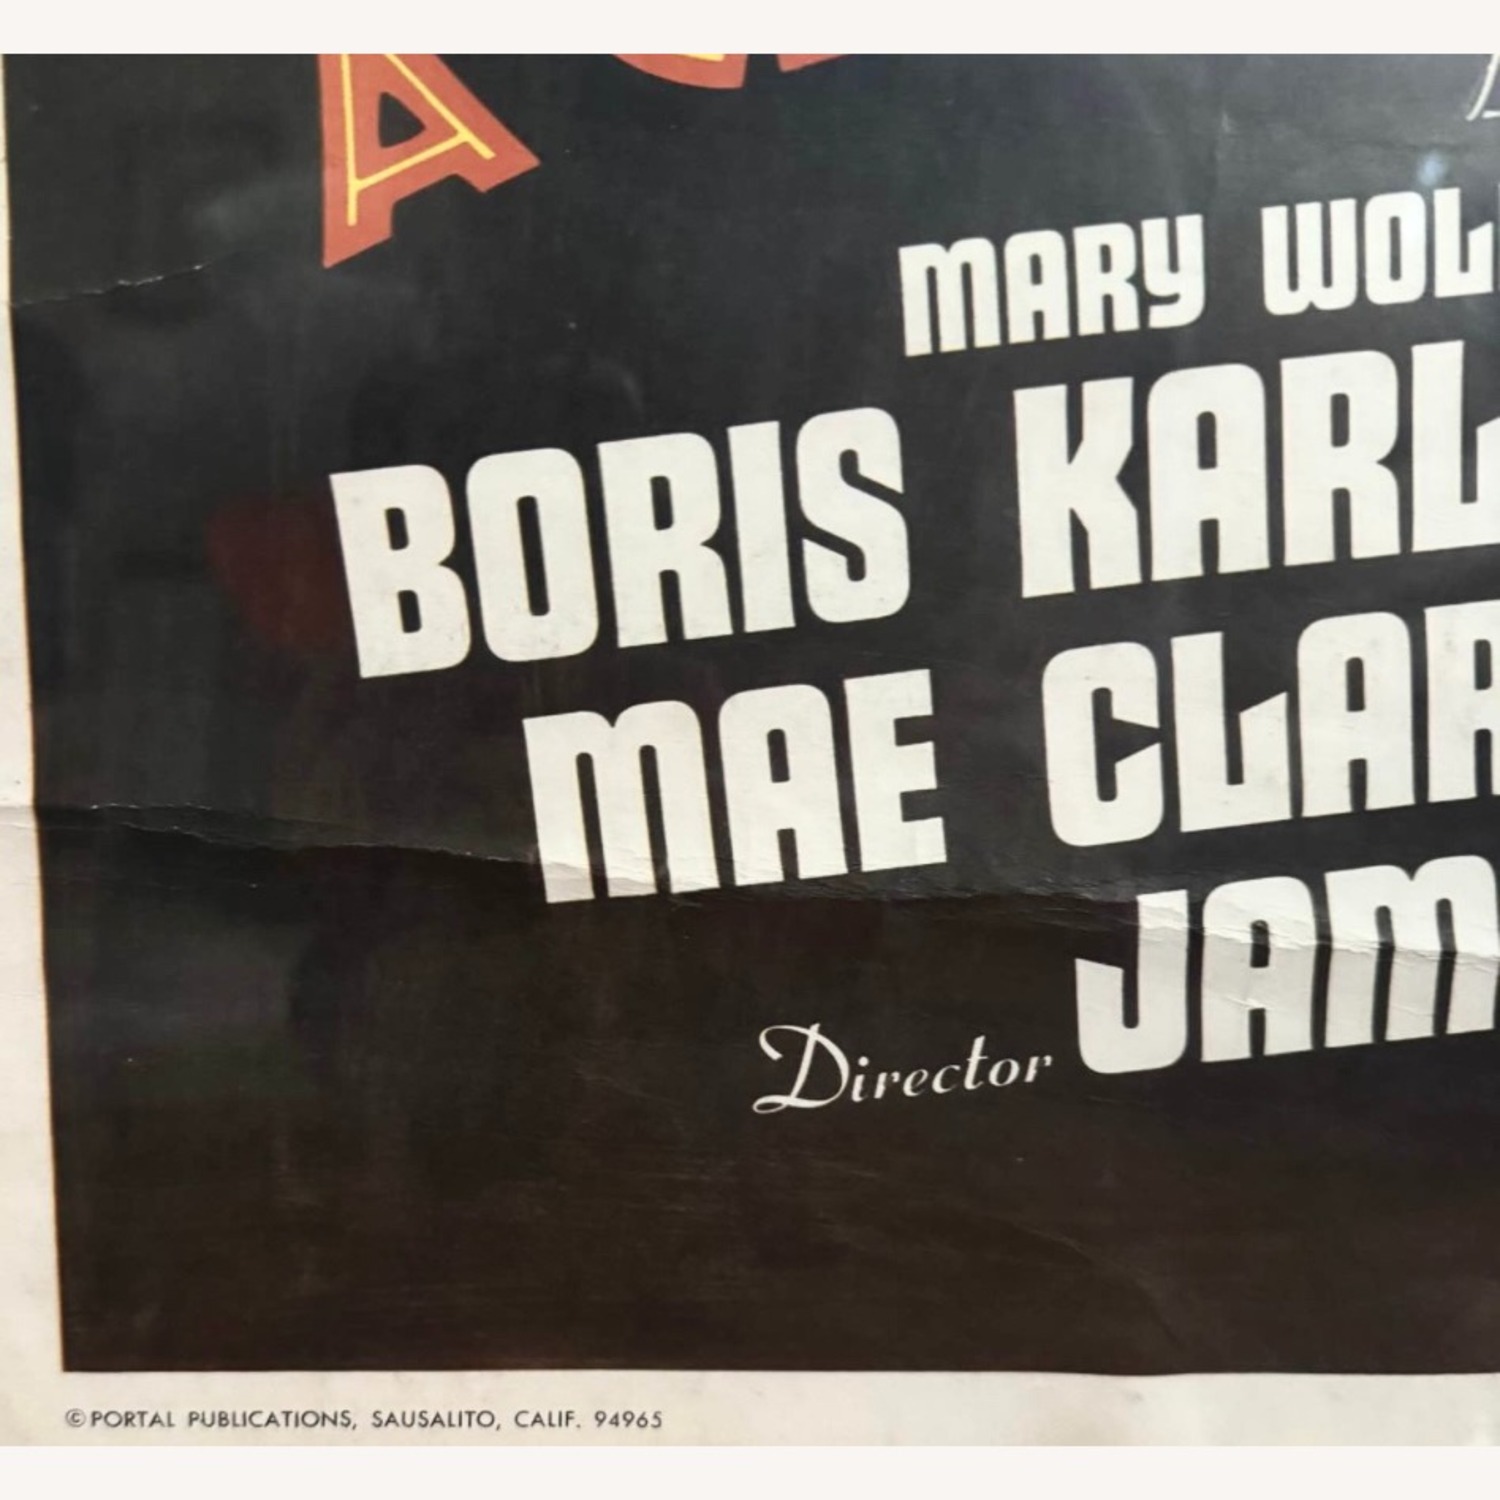 A
MARY WOL
BORIS KARL
MAE CLAR
Director JAM
© PORTAL PUBLICATIONS, SAUSALITO, CALIF. 94965